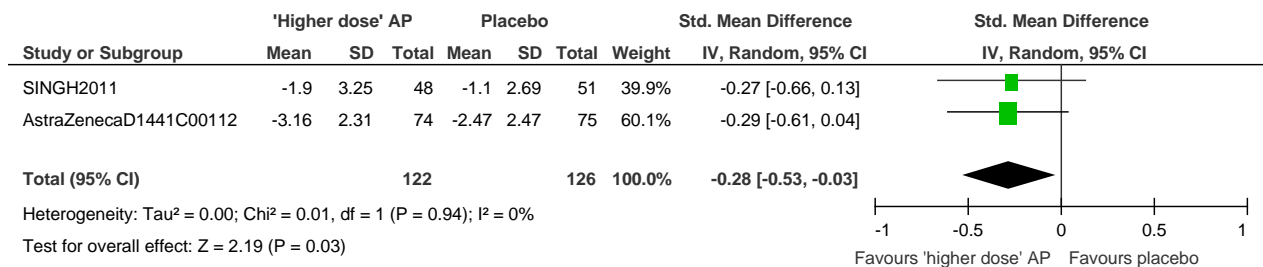 'Higher dose' AP Placebo Std. Mean Difference Std. Mean Difference
Study or Subgroup Mean SD Total Mean SD Total Weight IV, Random, 95% CI IV, Random, 95% CI
SINGH2011 -1.9 3.25 48 -1.1 2.69 51 39.9% -0.27 [-0.66, 0.13]
AstraZenecaD1441C00112 -3.16 2.31 74 -2.47 2.47 75 60.1% -0.29 [-0.61, 0.04]
Total (95% CI) 122 126 100.0% -0.28 [-0.53, -0.03]
Heterogeneity: Tau² = 0.00; Chi² = 0.01, df = 1 (P = 0.94); I² = 0%
Test for overall effect: Z = 2.19 (P = 0.03)
-1 -0.5 0 0.5 1
Favours 'higher dose' AP Favours placebo